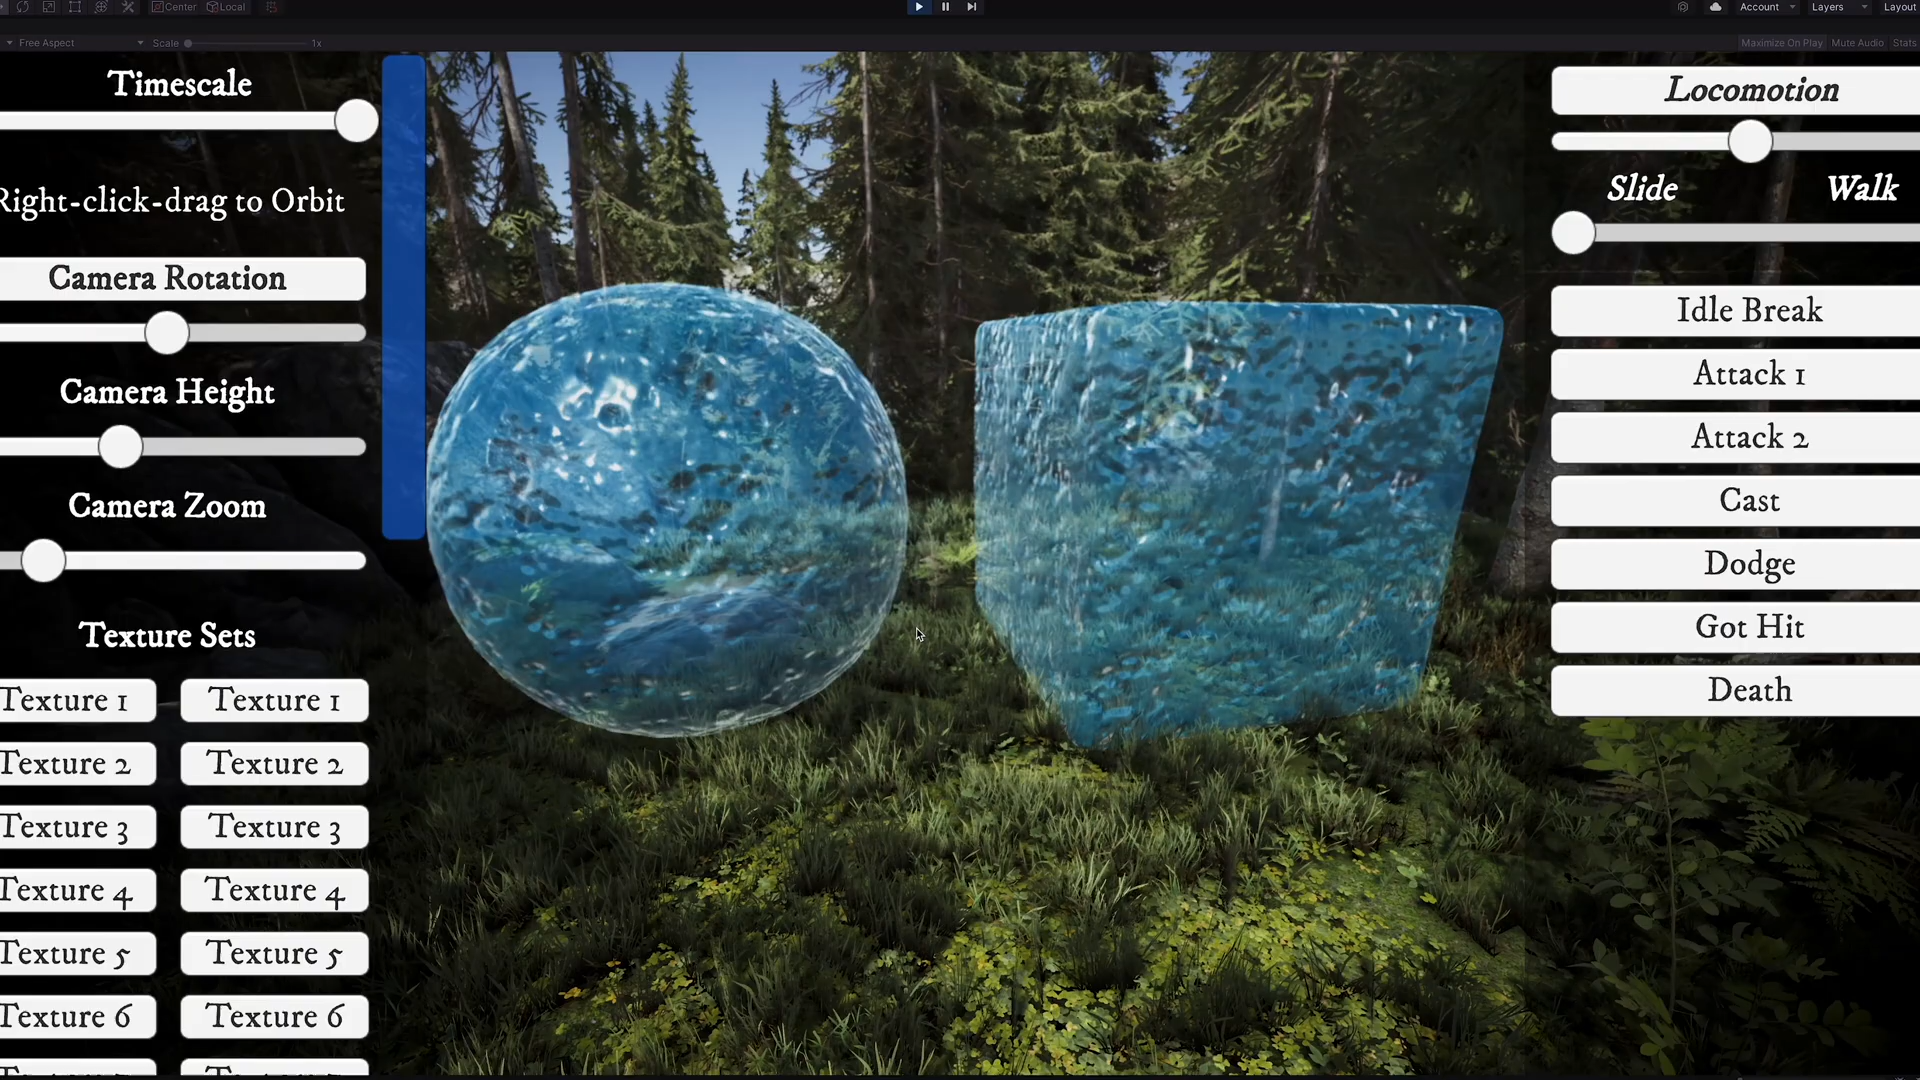 Center
Local
Account
Layers
Layout
Free Aspect
Scale
1x
Maximize On Play
Mute Audio
Stats
Timescale
Right-click-drag to Orbit
Camera Rotation
Camera Height
Camera Zoom
Texture Sets
Texture 1
Texture 1
Texture 2
Texture 2
Texture 3
Texture 3
Texture 4
Texture 4
Texture 5
Texture 5
Texture 6
Texture 6
Locomotion
Slide
Walk
Idle Break
Attack 1
Attack 2
Cast
Dodge
Got Hit
Death